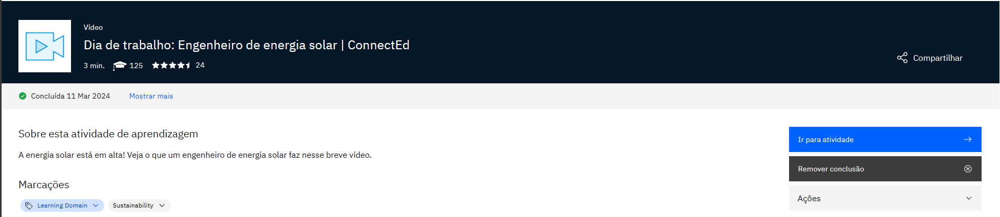 Vídeo
Dia de trabalho: Engenheiro de energia solar | ConnectEd
3 min. 125 24
Compartilhar
Concluída 11 Mar 2024 Mostrar mais
Sobre esta atividade de aprendizagem
A energia solar está em alta! Veja o que um engenheiro de energia solar faz nesse breve vídeo.
Marcações
Learning Domain Sustainability
Ir para atividade
Remover conclusão
Ações